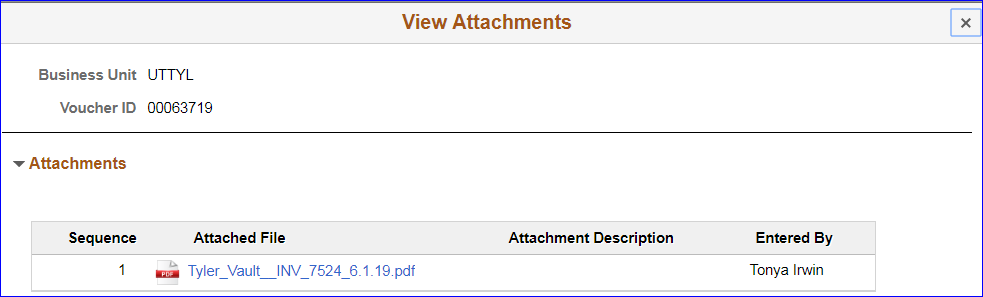 View Attachments
×
Business Unit UTTYL
Voucher ID 00063719
Attachments
Sequence Attached File Attachment Description Entered By
1 PDF Tyler_Vault__INV_7524_6.1.19.pdf Tonya Irwin